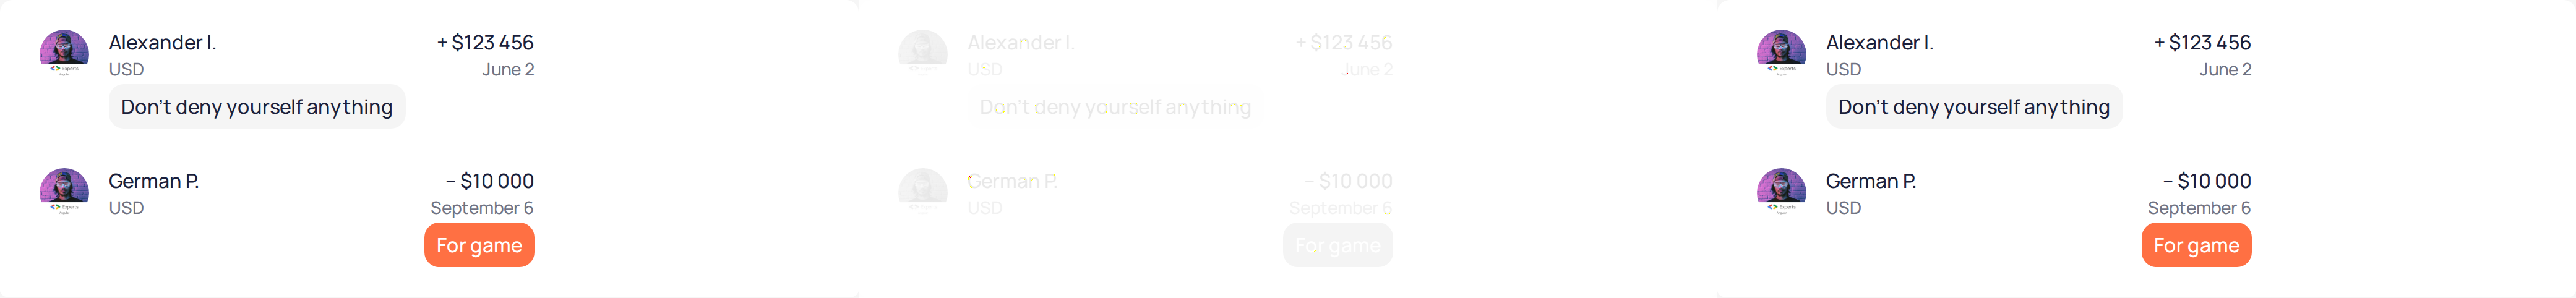 Alexander I.
+ $123 456
USD
June 2
Don't deny yourself anything
German P.
– $10 000
USD
September 6
For game
Alexander I.
+ $123 456
USD
June 2
Don't deny yourself anything
German P.
– $10 000
USD
September 6
For game
Alexander I.
+ $123 456
USD
June 2
Don't deny yourself anything
German P.
– $10 000
USD
September 6
For game